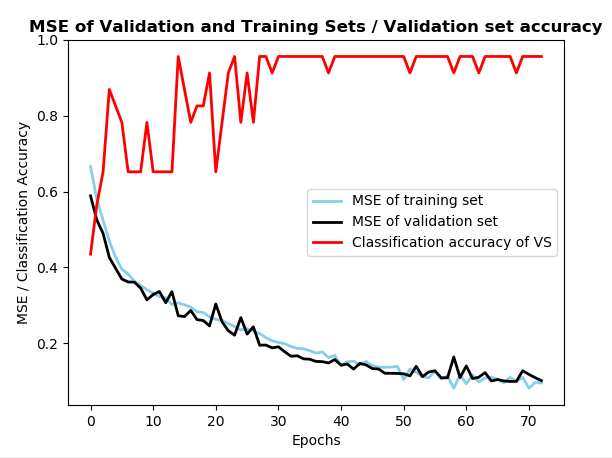 MSE of Validation and Training Sets / Validation set accuracy
1.0
0.8
0.6
0.4
0.2
MSE / Classification Accuracy
MSE of training set
MSE of validation set
Classification accuracy of VS
0 10 20 30 40 50 60 70
Epochs